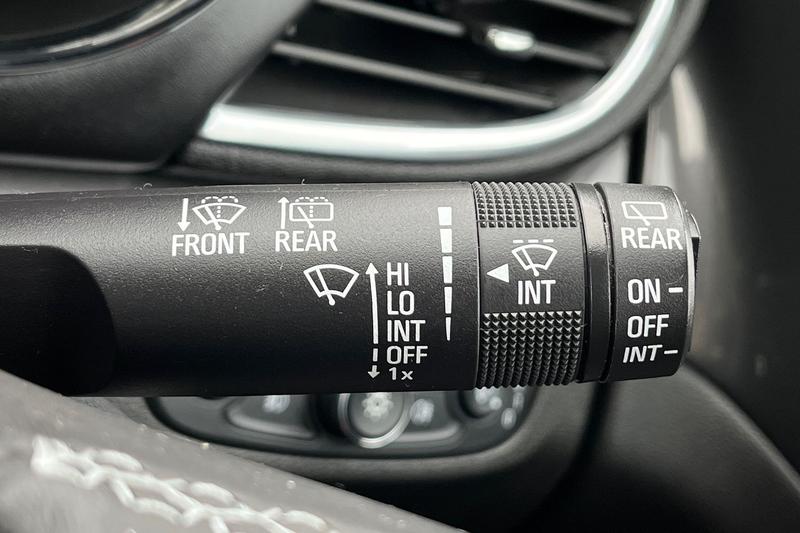 FRONT
REAR
HI
LO
INT
OFF
1x
INT
REAR
ON
OFF
INT